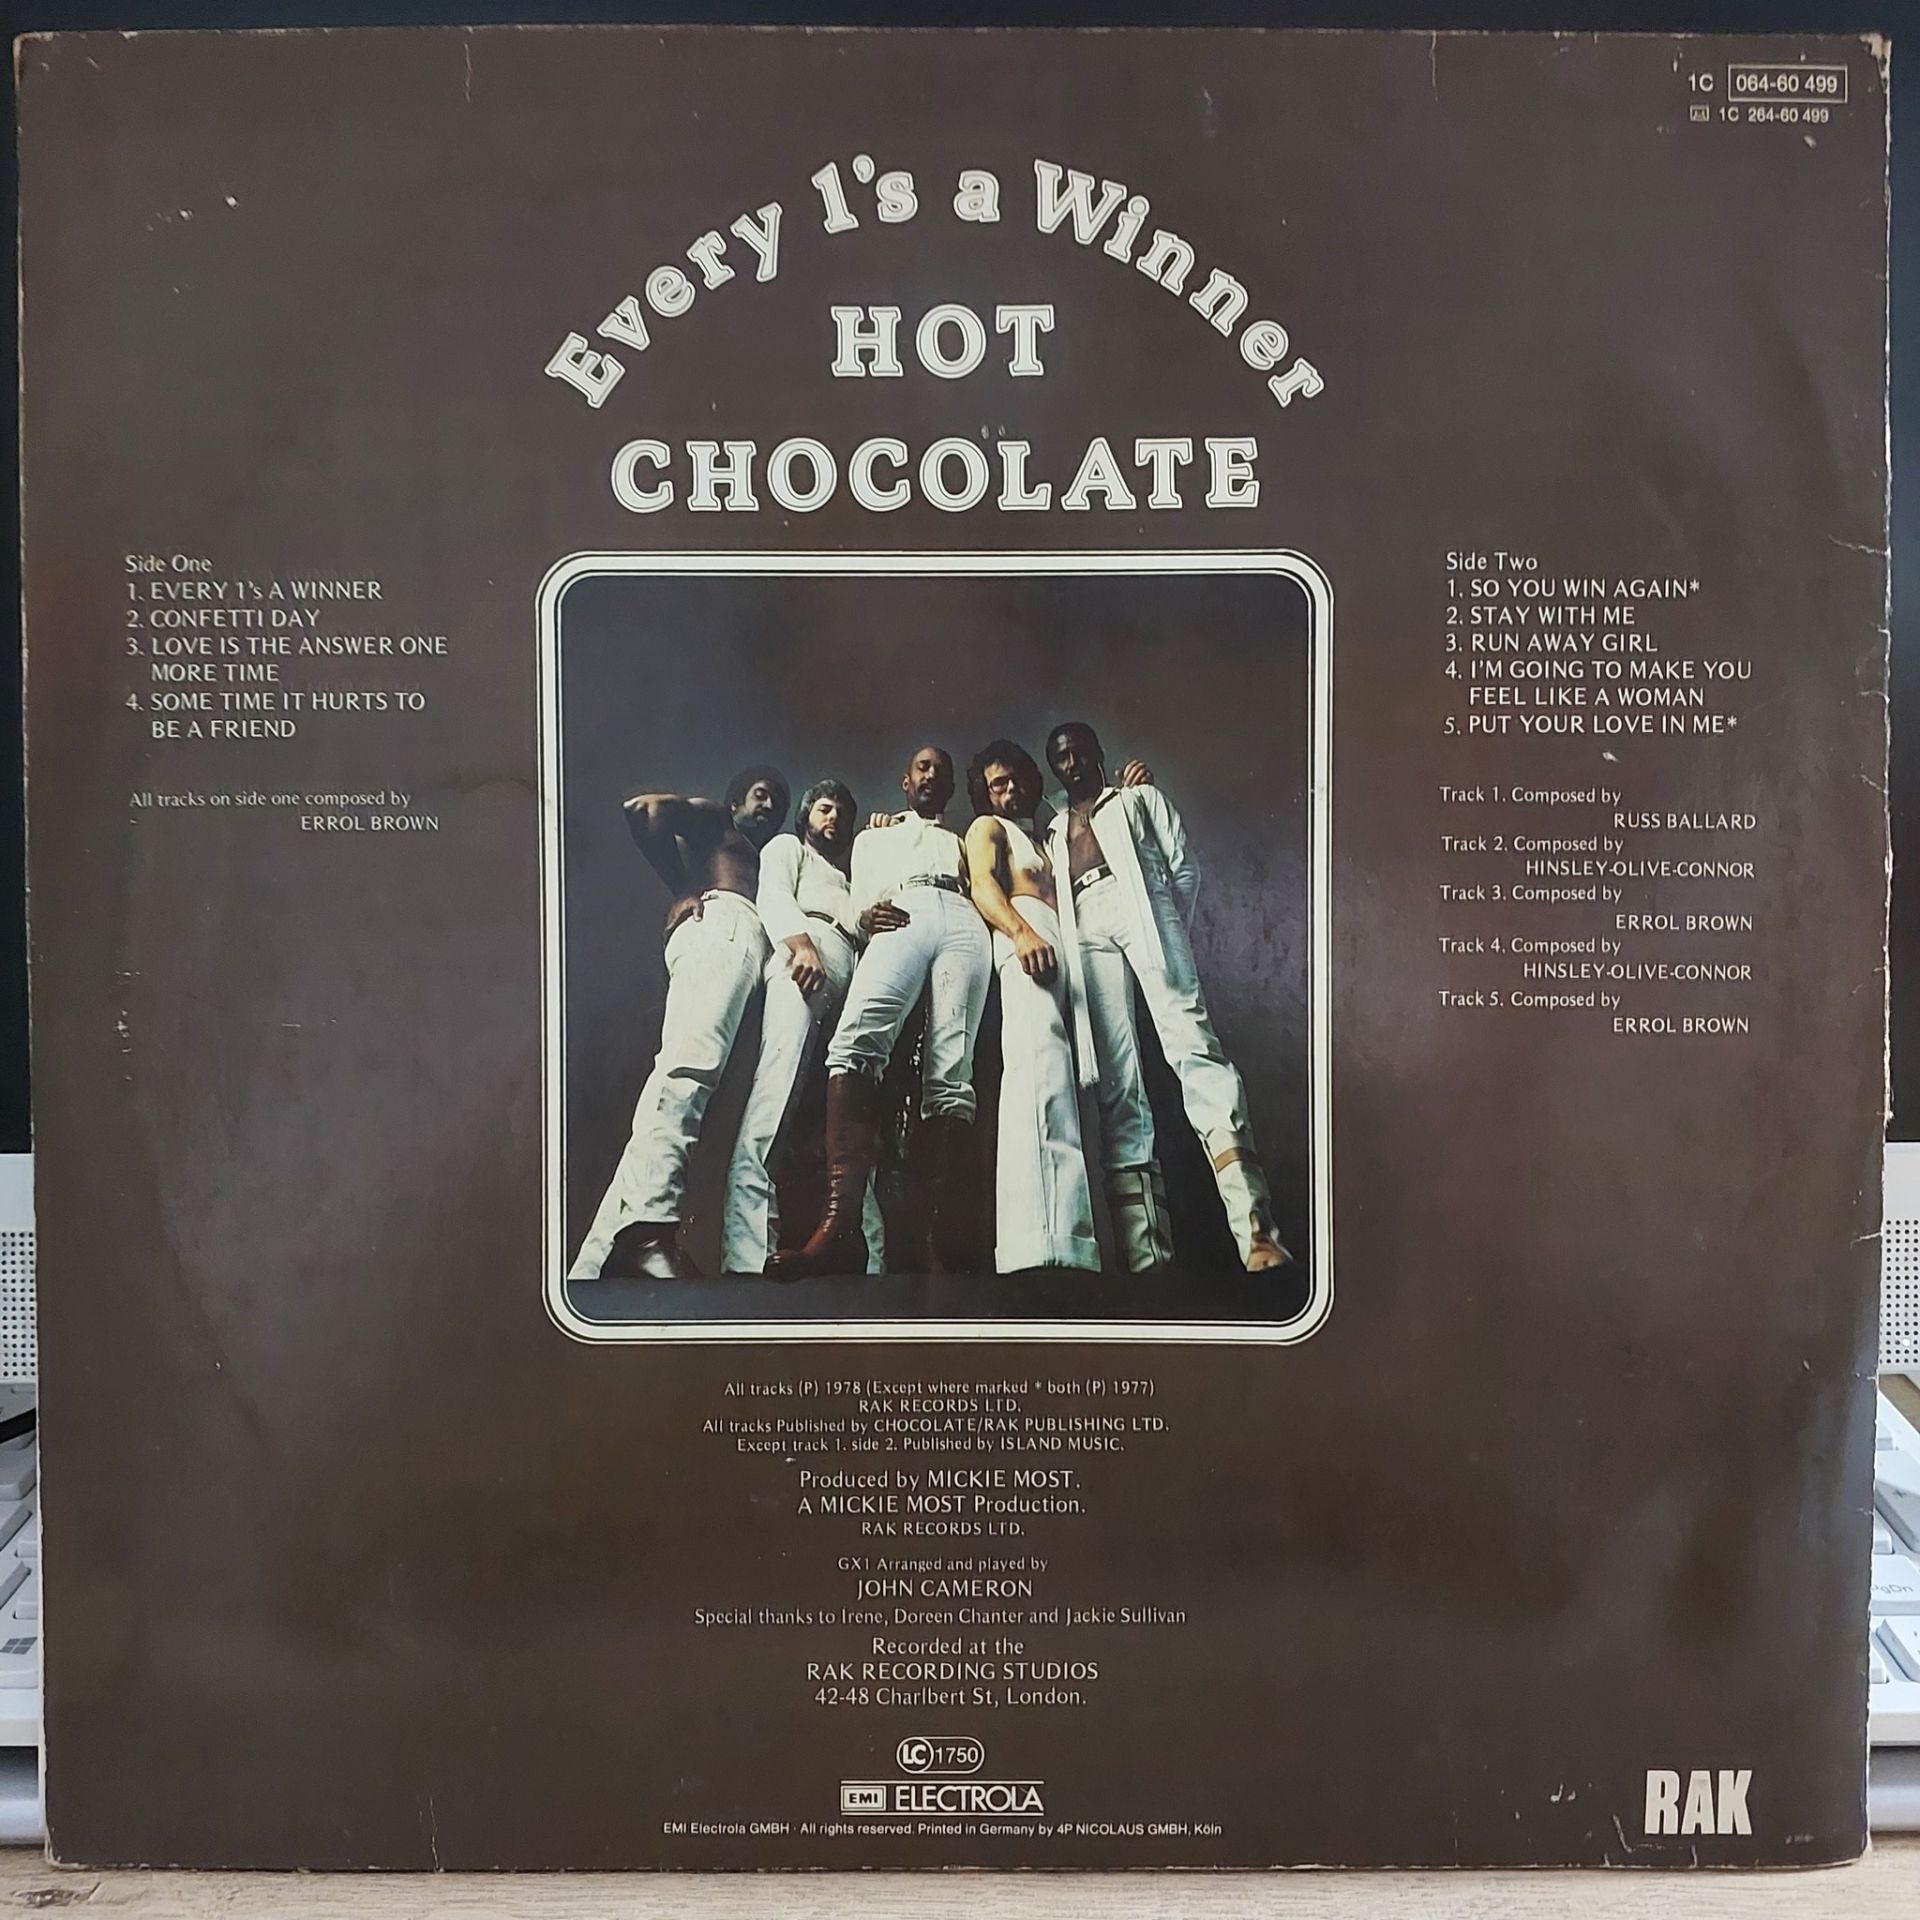 1C 064-60 499
1C 264-60 499
Every 1's a Winner
HOT
CHOCOLATE
Side One
1. EVERY 1's A WINNER
2. CONFETTI DAY
3. LOVE IS THE ANSWER ONE
MORE TIME
4. SOME TIME IT HURTS TO
BE A FRIEND
All tracks on side one composed by
ERROL BROWN
Side Two
1. SO YOU WIN AGAIN*
2. STAY WITH ME
3. RUN AWAY GIRL
4. I'M GOING TO MAKE YOU
FEEL LIKE A WOMAN
5. PUT YOUR LOVE IN ME*
Track 1. Composed by
RUSS BALLARD
Track 2. Composed by
HINSLEY-OLIVE-CONNOR
Track 3. Composed by
ERROL BROWN
Track 4. Composed by
HINSLEY-OLIVE-CONNOR
Track 5. Composed by
ERROL BROWN
All tracks (P) 1978 (Except where marked * both (P) 1977)
RAK RECORDS LTD.
All tracks Published by CHOCOLATE/RAK PUBLISHING LTD.
Except track 1. side 2. Published by ISLAND MUSIC.
Produced by MICKIE MOST.
A MICKIE MOST Production.
RAK RECORDS LTD.
GX1 Arranged and played by
JOHN CAMERON
Special thanks to Irene, Doreen Chanter and Jackie Sullivan
Recorded at the
RAK RECORDING STUDIOS
42-48 Charlbert St, London.
LC 1750
EMI ELECTROLA
EMI Electrola GMBH · All rights reserved. Printed in Germany by 4P NICOLAUS GMBH, Köln
RAK